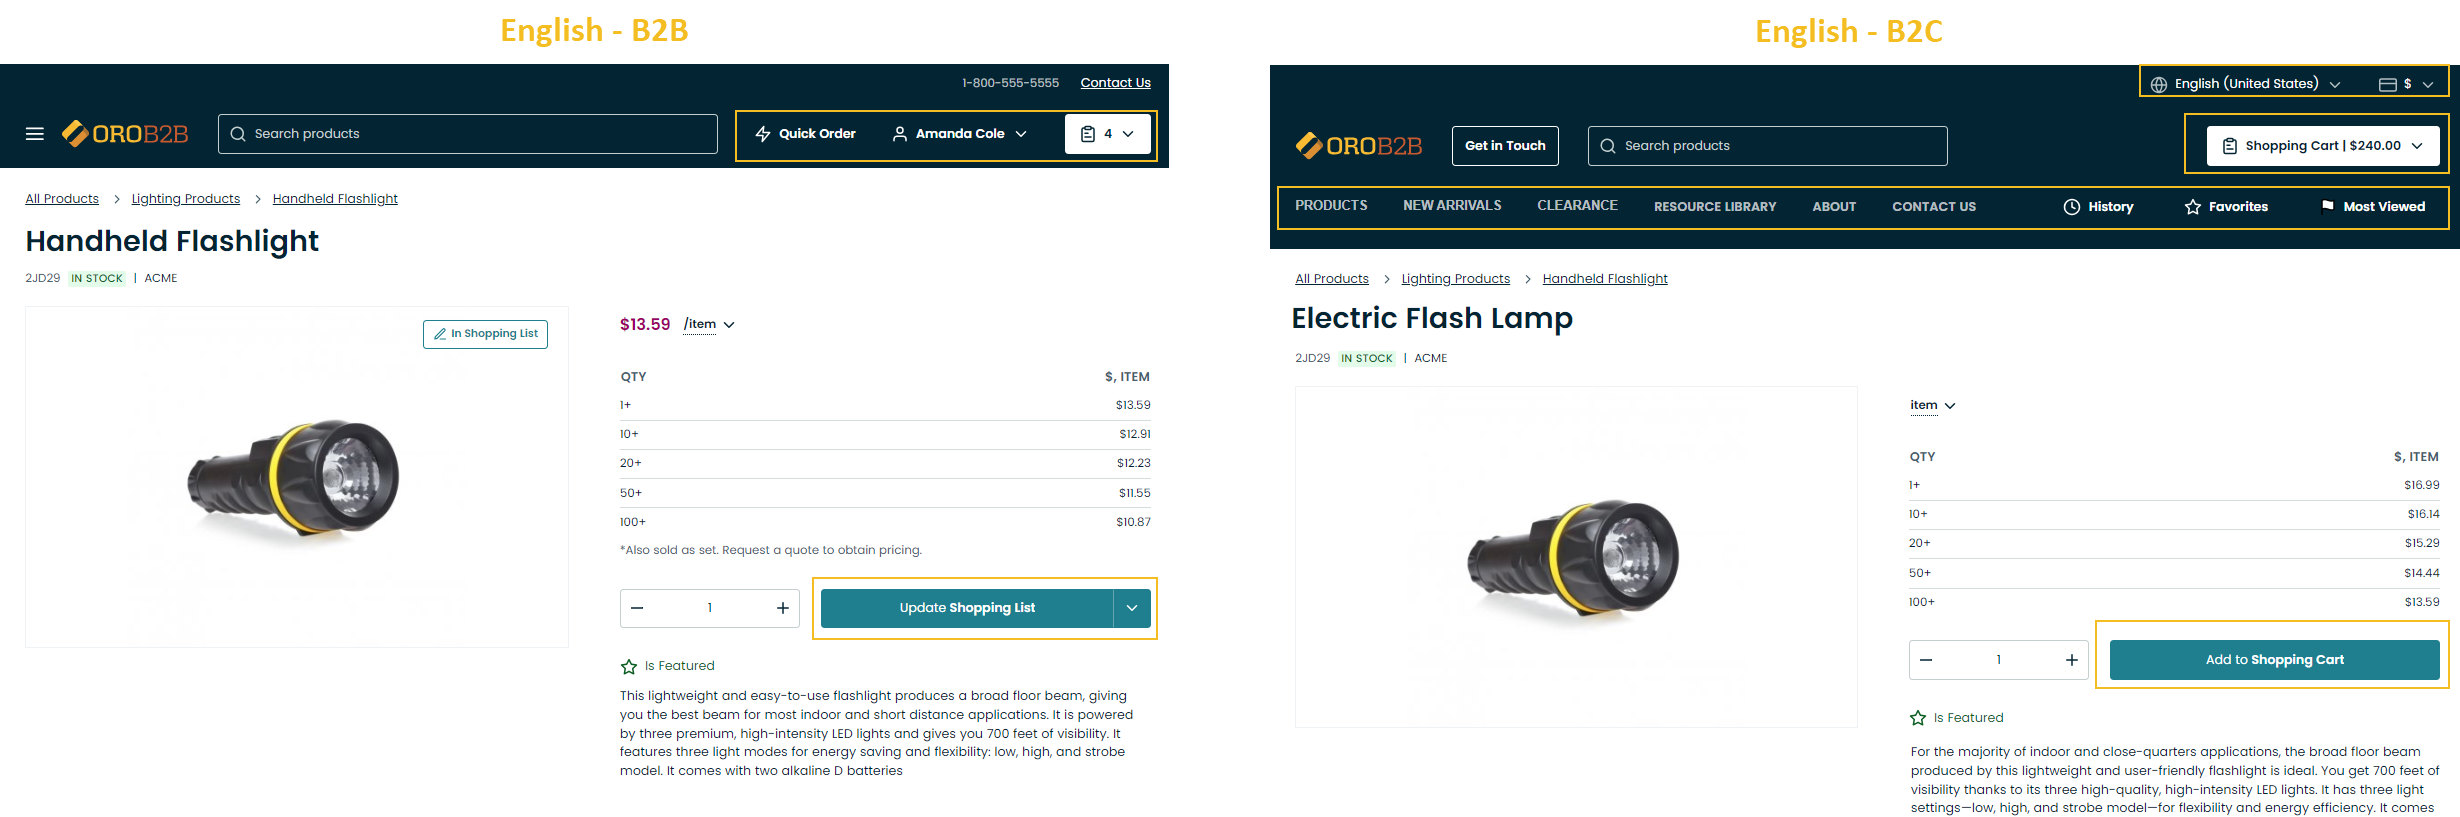 English - B2B
1-800-555-5555 Contact Us
OROB2B Search products Quick Order Amanda Cole 4
All Products > Lighting Products > Handheld Flashlight
Handheld Flashlight
2JD29 IN STOCK | ACME
In Shopping List
$13.59 /item
QTY $, ITEM
1+ $13.59
10+ $12.91
20+ $12.23
50+ $11.55
100+ $10.87
*Also sold as set. Request a quote to obtain pricing.
1 Update Shopping List
Is Featured
This lightweight and easy-to-use flashlight produces a broad floor beam, giving
you the best beam for most indoor and short distance applications. It is powered
by three premium, high-intensity LED lights and gives you 700 feet of visibility. It
features three light modes for energy saving and flexibility: low, high, and strobe
model. It comes with two alkaline D batteries
English - B2C
English (United States) $
OROB2B Get in Touch Search products Shopping Cart | $240.00
PRODUCTS NEW ARRIVALS CLEARANCE RESOURCE LIBRARY ABOUT CONTACT US History Favorites Most Viewed
All Products > Lighting Products > Handheld Flashlight
Electric Flash Lamp
2JD29 IN STOCK | ACME
item
QTY $, ITEM
1+ $16.99
10+ $16.14
20+ $15.29
50+ $14.44
100+ $13.59
1 Add to Shopping Cart
Is Featured
For the majority of indoor and close-quarters applications, the broad floor beam
produced by this lightweight and user-friendly flashlight is ideal. You get 700 feet of
visibility thanks to its three high-quality, high-intensity LED lights. It has three light
settings—low, high, and strobe model—for flexibility and energy efficiency. It comes